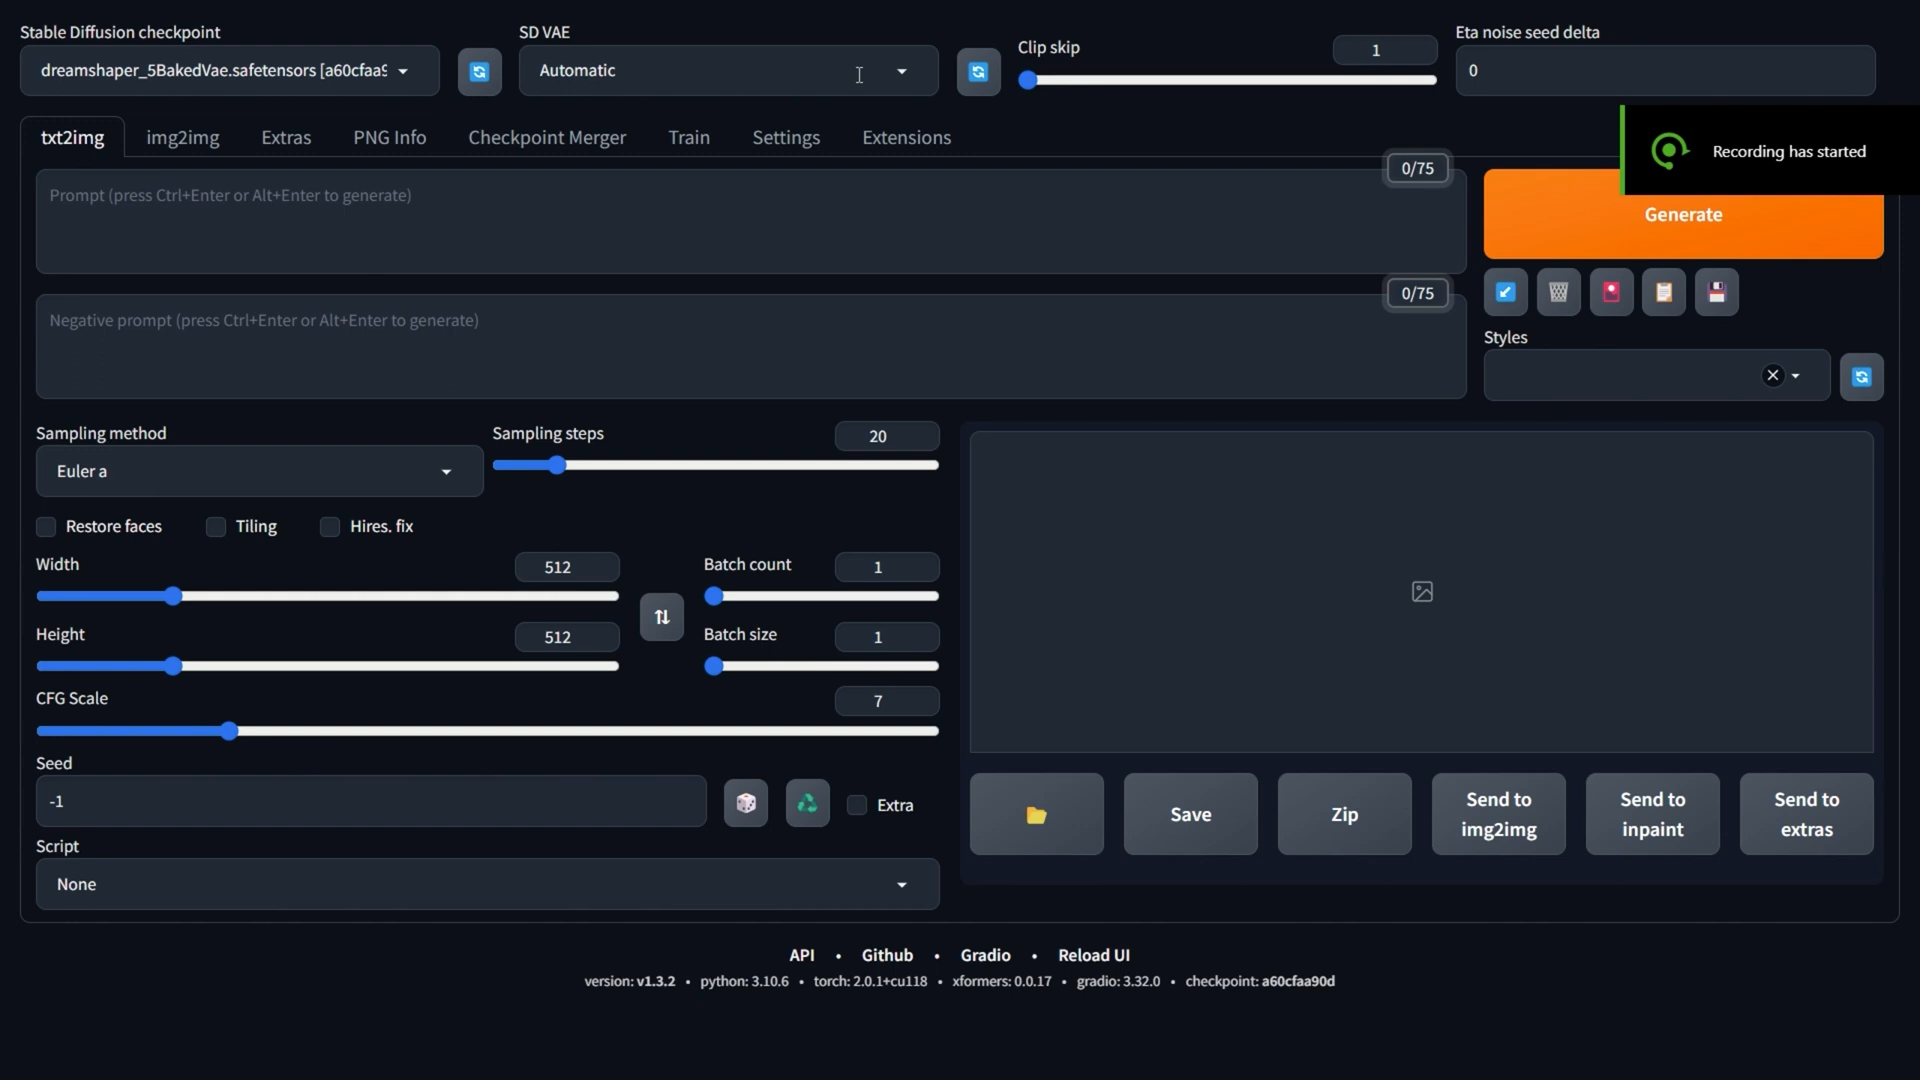 Stable Diffusion checkpoint
dreamshaper_5BakedVae.safetensors [a60cfaa9
SD VAE
Automatic
Clip skip
1
Eta noise seed delta
0
txt2img
img2img
Extras
PNG Info
Checkpoint Merger
Train
Settings
Extensions
Recording has started
0/75
Prompt (press Ctrl+Enter or Alt+Enter to generate)
Generate
0/75
Negative prompt (press Ctrl+Enter or Alt+Enter to generate)
Styles
Sampling method
Euler a
Sampling steps
20
Restore faces
Tiling
Hires. fix
Width
512
Batch count
1
Height
512
Batch size
1
CFG Scale
7
Seed
-1
Extra
Script
None
Save
Zip
Send to
img2img
Send to
inpaint
Send to
extras
API • Github • Gradio • Reload UI
version: v1.3.2 • python: 3.10.6 • torch: 2.0.1+cu118 • xformers: 0.0.17 • gradio: 3.32.0 • checkpoint: a60cfaa90d